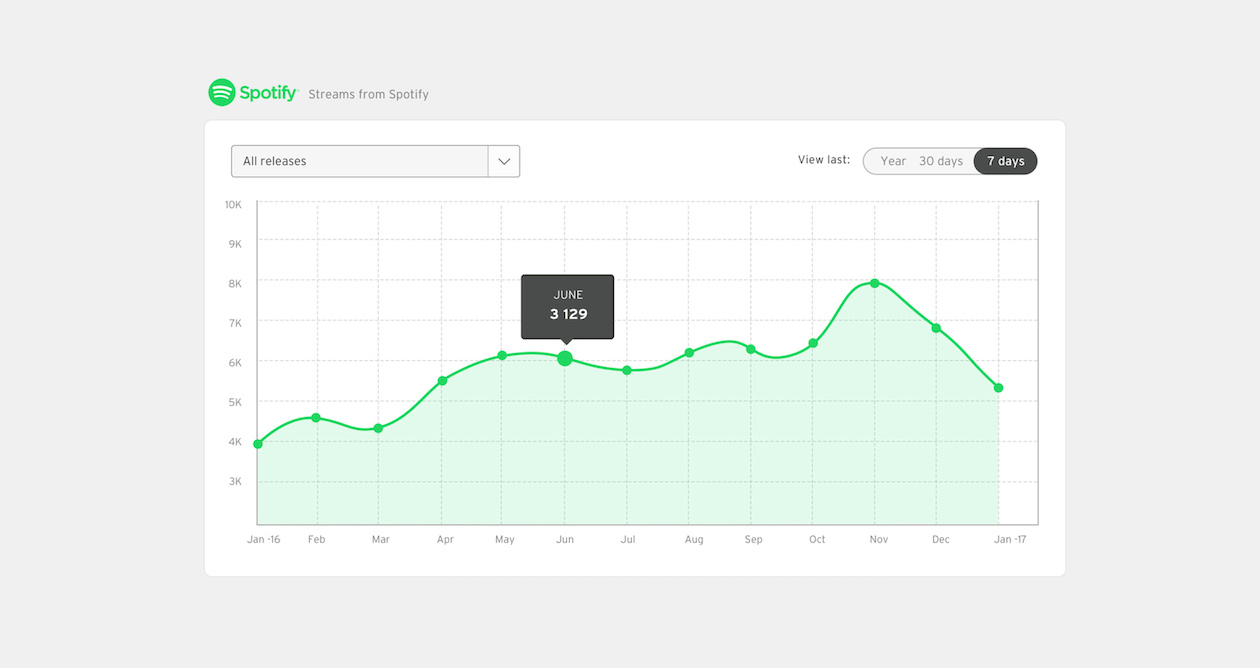 Spotify Streams from Spotify
All releases
View last: Year 30 days 7 days
10K
9K
8K
7K
6K
5K
4K
3K
JUNE
3 129
Jan -16 Feb Mar Apr May Jun Jul Aug Sep Oct Nov Dec Jan -17